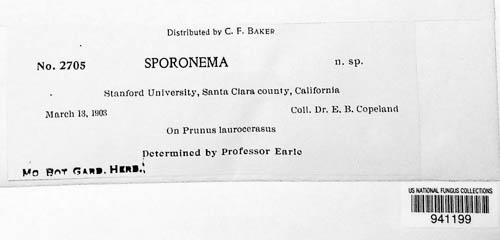 Distributed by C. F. BAKER
No. 2705 SPORONEMA n. sp.
Stanford University, Santa Clara county, California
March 13, 1903 Coll. Dr. E. B. Copeland
On Prunus laurocerasus
Determined by Professor Earle
MO BOT GARD. HERB.
US NATIONAL FUNGUS COLLECTIONS
941199